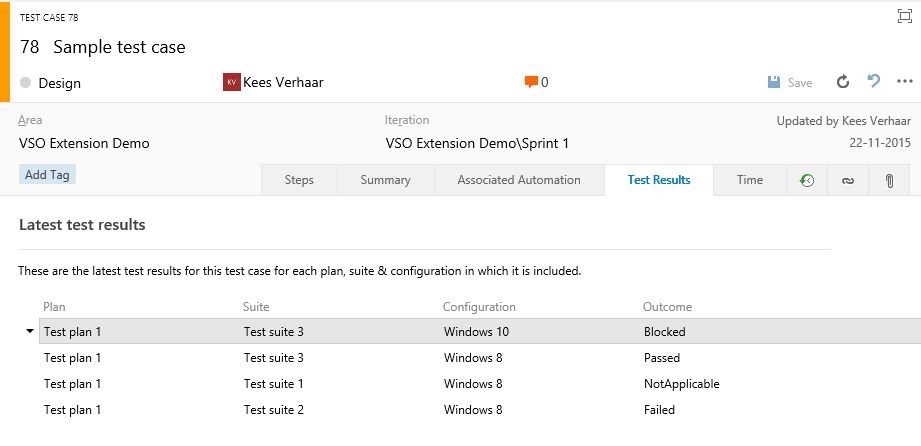 TEST CASE 78
78 Sample test case
Design KV Kees Verhaar 0 Save
Area Iteration Updated by Kees Verhaar
VSO Extension Demo VSO Extension Demo\Sprint 1 22-11-2015
Add Tag Steps Summary Associated Automation Test Results Time
Latest test results
These are the latest test results for this test case for each plan, suite & configuration in which it is included.
Plan Suite Configuration Outcome
Test plan 1 Test suite 3 Windows 10 Blocked
Test plan 1 Test suite 3 Windows 8 Passed
Test plan 1 Test suite 1 Windows 8 NotApplicable
Test plan 1 Test suite 2 Windows 8 Failed